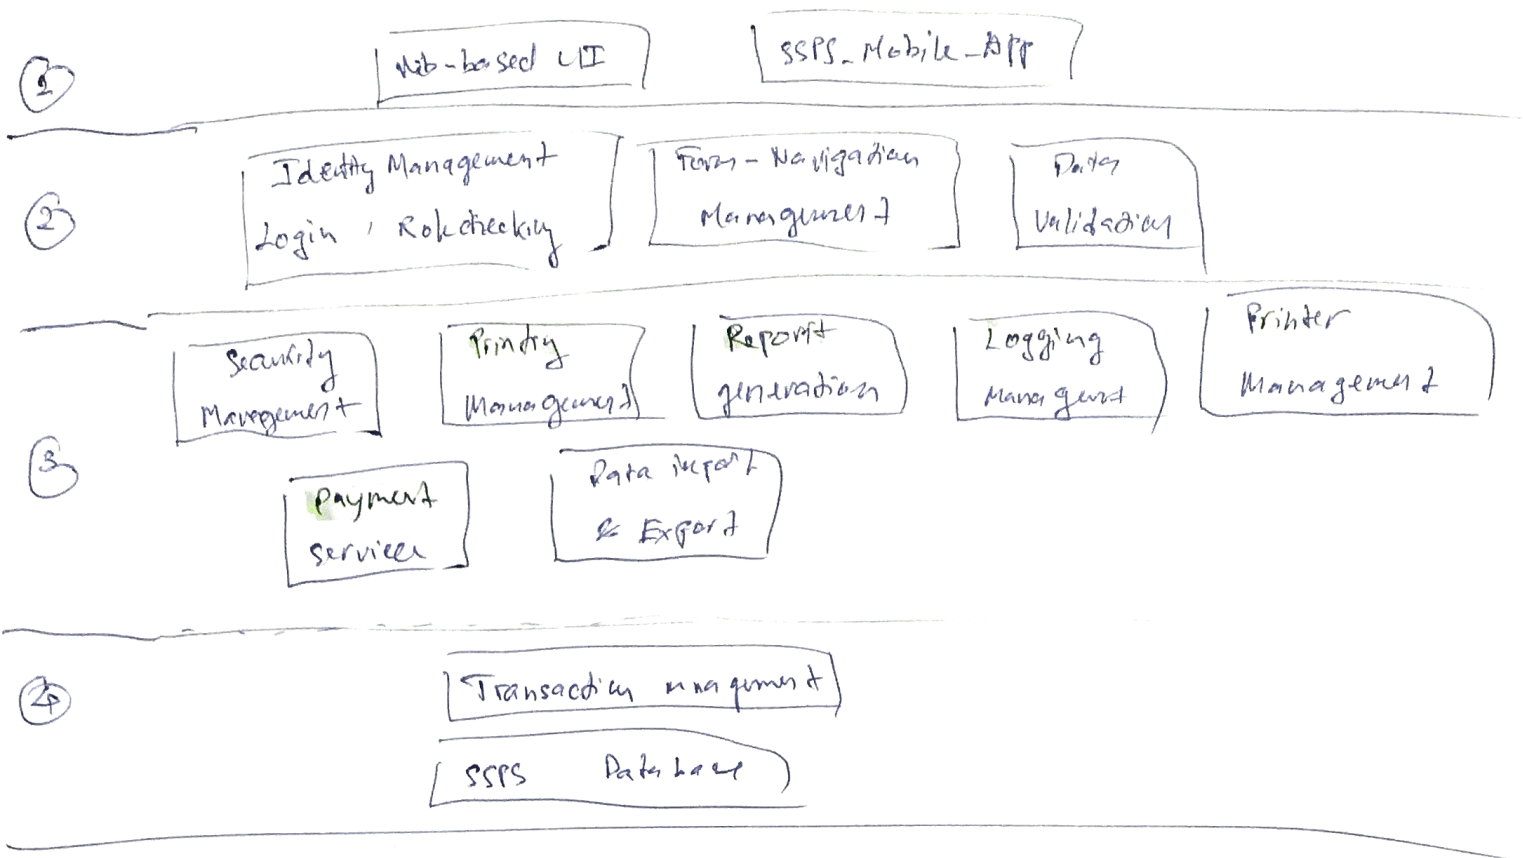 1
Web-based UI
SSPS_Mobile_App
2
Identity Management
Login, Role checking
Form-Navigation
Management
Data
Validation
3
Security
Management
Printing
Management
Report
generation
Logging
Managemt
Printer
Management
Payment
services
Data import
& Export
4
Transaction management
SSPS Database